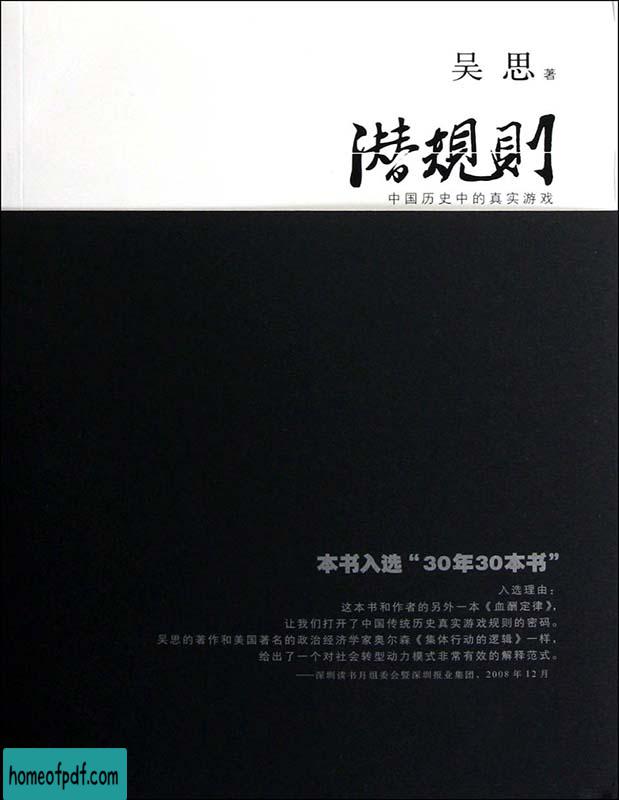 吴思 著
潜規則
中国历史中的真实游戏
本书入选“30年30本书”
入选理由：
这本书和作者的另外一本《血酬定律》，
让我们打开了中国传统历史真实游戏规则的密码。
吴思的著作和美国著名的政治经济学家奥尔森《集体行动的逻辑》一样，
给出了一个对社会转型动力模式非常有效的解释范式。
——深圳读书月组委会暨深圳报业集团，2008年12月
homeofpdf.com